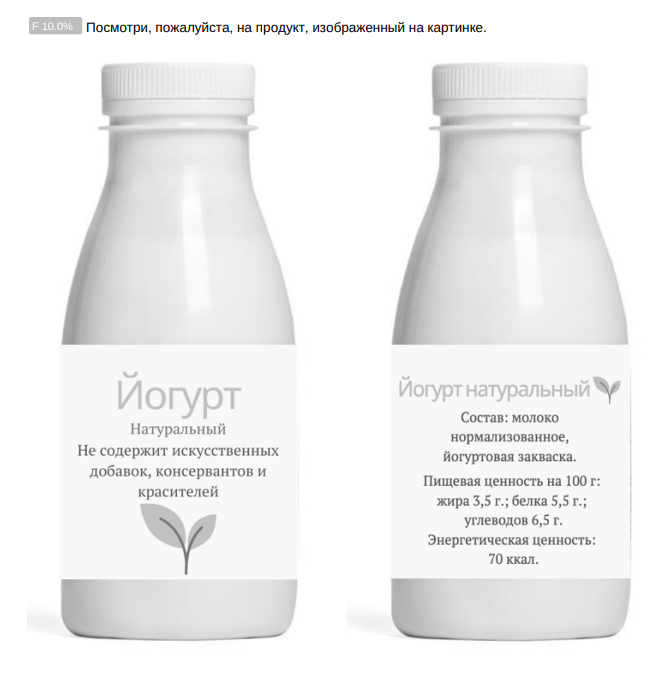 F 10.0%
Посмотри, пожалуйста, на продукт, изображенный на картинке.
Йогурт
Натуральный
Не содержит искусственных
добавок, консервантов и
красителей
Йогурт натуральный
Состав: молоко
нормализованное,
йогуртовая закваска.
Пищевая ценность на 100 г:
жира 3,5 г.; белка 5,5 г.;
углеводов 6,5 г.
Энергетическая ценность:
70 ккал.